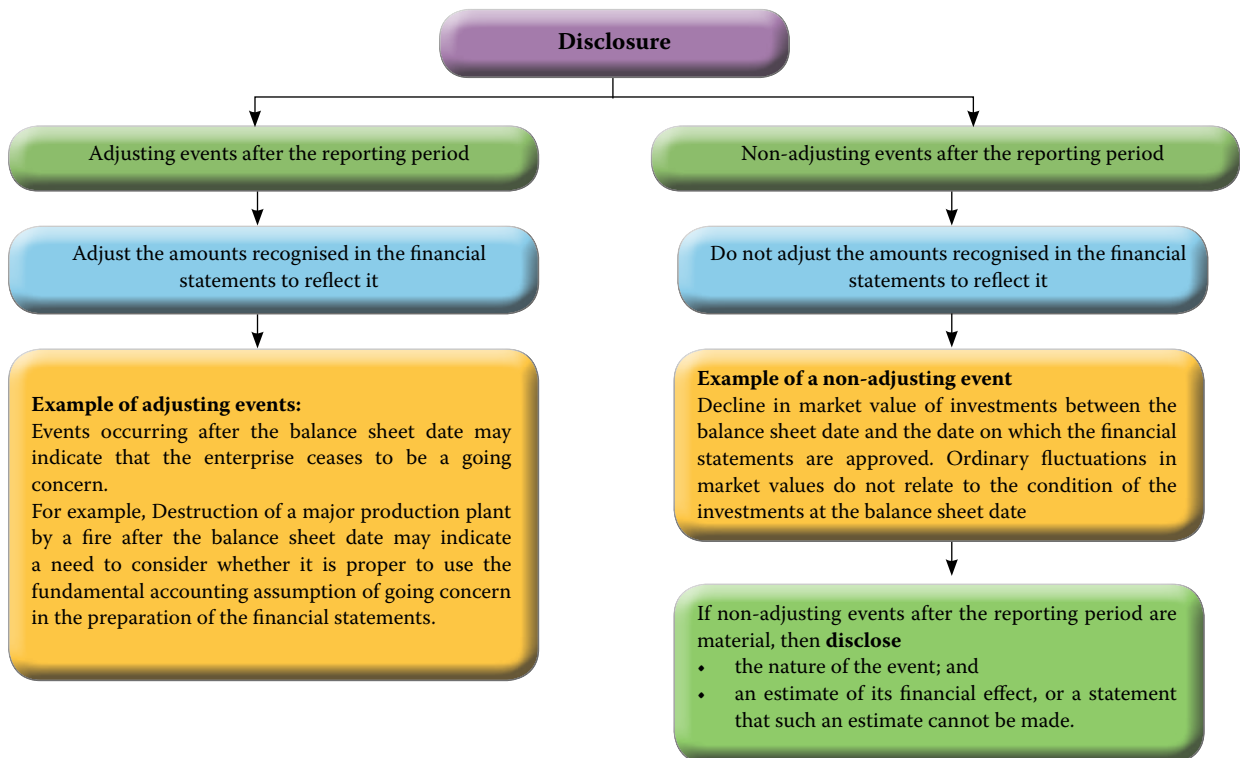 Disclosure
Adjusting events after the reporting period
Adjust the amounts recognised in the financial
statements to reflect it
Example of adjusting events:
Events occurring after the balance sheet date may
indicate that the enterprise ceases to be a going
concern.
For example, Destruction of a major production plant
by a fire after the balance sheet date may indicate
a need to consider whether it is proper to use the
fundamental accounting assumption of going concern
in the preparation of the financial statements.
Non-adjusting events after the reporting period
Do not adjust the amounts recognised in the financial
statements to reflect it
Example of a non-adjusting event
Decline in market value of investments between the
balance sheet date and the date on which the financial
statements are approved. Ordinary fluctuations in
market values do not relate to the condition of the
investments at the balance sheet date
If non-adjusting events after the reporting period are
material, then disclose
• the nature of the event; and
• an estimate of its financial effect, or a statement
that such an estimate cannot be made.